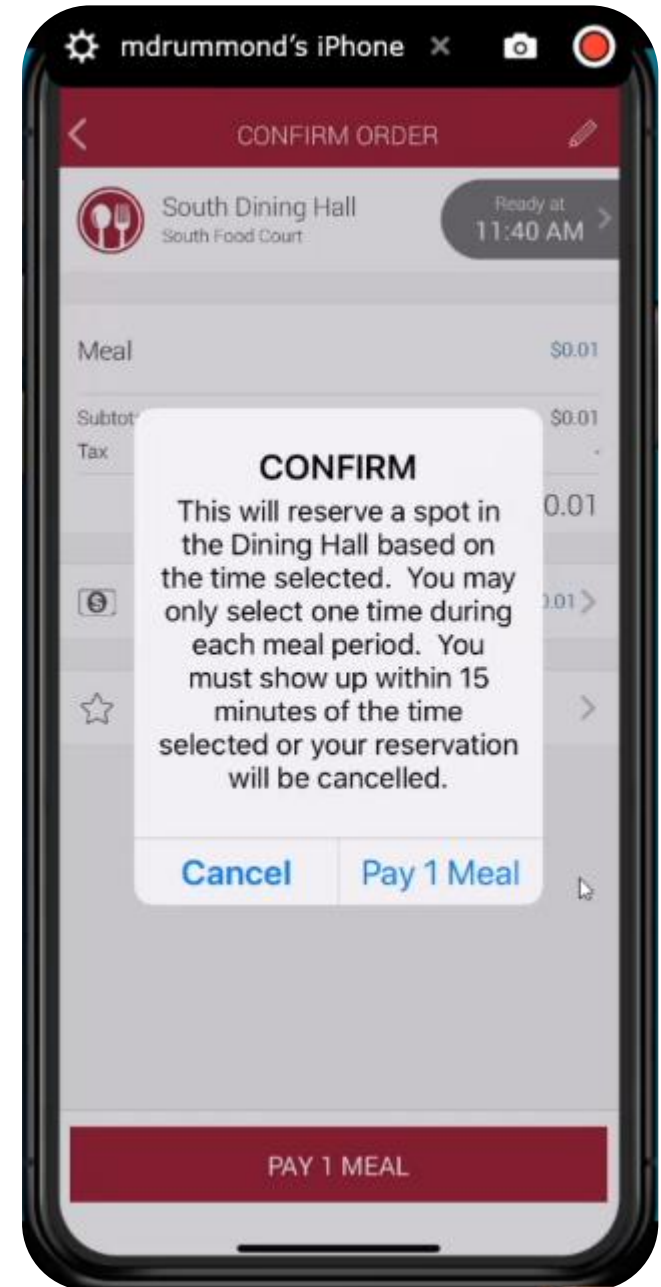 mdrummond's iPhone
CONFIRM ORDER
South Dining Hall
South Food Court
Ready at
11:40 AM
Meal $0.01
Subtot $0.01
Tax -
0.01
.01
CONFIRM
This will reserve a spot in
the Dining Hall based on
the time selected. You may
only select one time during
each meal period. You
must show up within 15
minutes of the time
selected or your reservation
will be cancelled.
Cancel Pay 1 Meal
PAY 1 MEAL